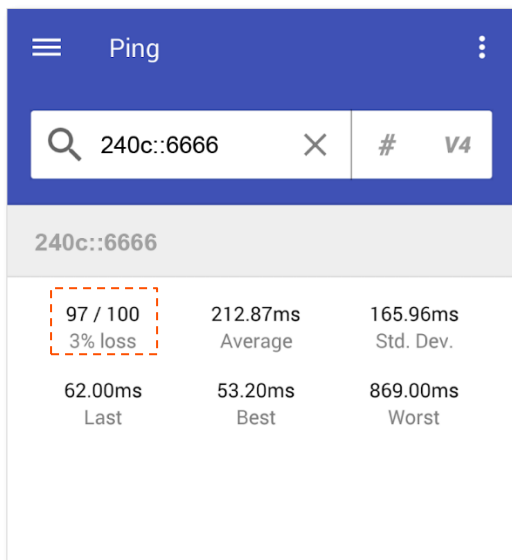 Ping
240c::6666 # V4
240c::6666
97 / 100 212.87ms 165.96ms
3% loss Average Std. Dev.
62.00ms 53.20ms 869.00ms
Last Best Worst